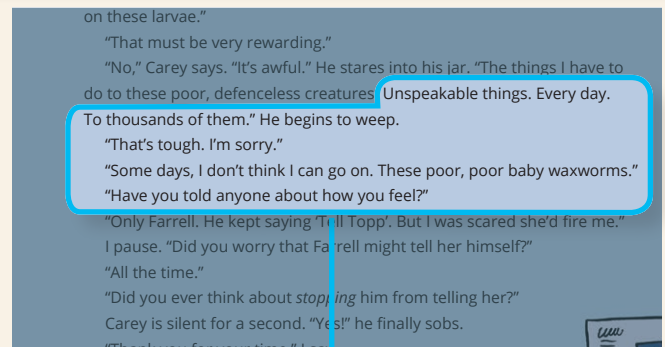 on these larvae.”
“That must be very rewarding.”
“No,” Carey says. “It’s awful.” He stares into his jar. “The things I have to
do to these poor, defenceless creatures Unspeakable things. Every day.
To thousands of them.” He begins to weep.
“That’s tough. I’m sorry.”
“Some days, I don’t think I can go on. These poor, poor baby waxworms.”
“Have you told anyone about how you feel?”
“Only Farrell. He kept saying ‘Tell Topp’. But I was scared she’d fire me.”
I pause. “Did you worry that Farrell might tell her himself?”
“All the time.”
“Did you ever think about stopping him from telling her?”
Carey is silent for a second. “Yes!” he finally sobs.